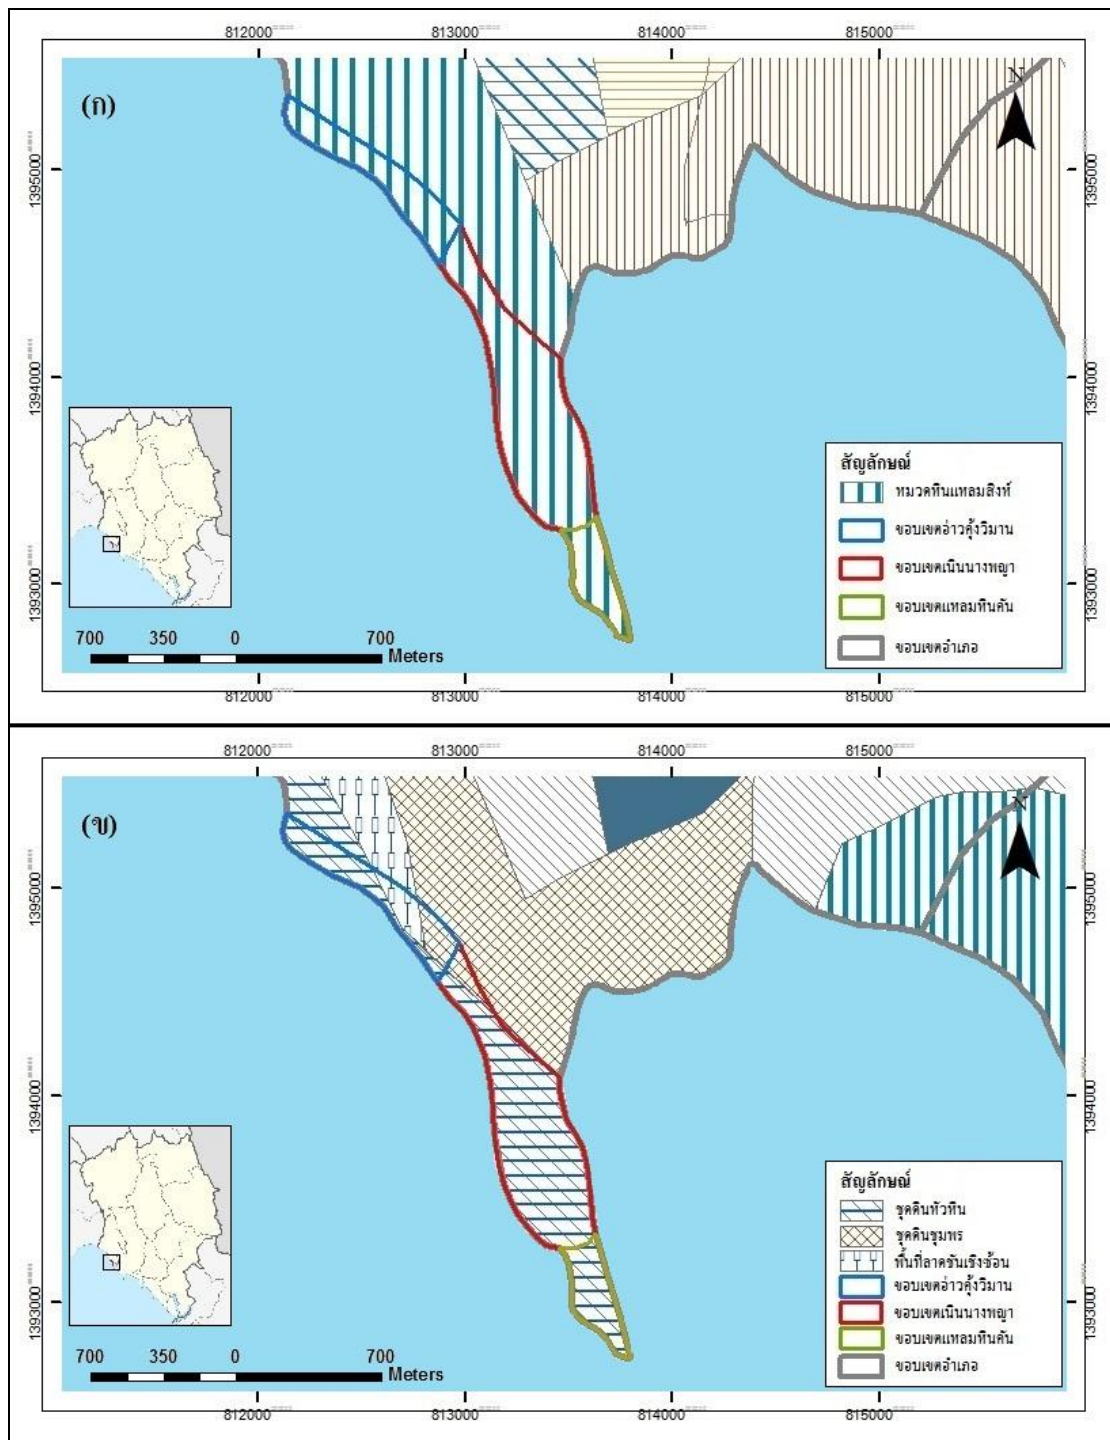 812000 813000 814000 815000
(ก)
N
1395000 1395000
1394000 1394000
1393000 1393000
สัญลักษณ์
หมวดหินแหลมสิงห์
ขอบเขตอ่าวคุ้งวิมาน
ขอบเขตเนินนางพญา
ขอบเขตแหลมหินคัน
ขอบเขตอำเภอ
700 350 0 700
Meters
812000 813000 814000 815000
812000 813000 814000 815000
(ข)
N
1395000 1395000
1394000 1394000
1393000 1393000
สัญลักษณ์
ชุดดินหัวหิน
ชุดดินชุมพร
พื้นที่ลาดชันเชิงซ้อน
ขอบเขตอ่าวคุ้งวิมาน
ขอบเขตเนินนางพญา
ขอบเขตแหลมหินคัน
ขอบเขตอำเภอ
700 350 0 700
Meters
812000 813000 814000 815000